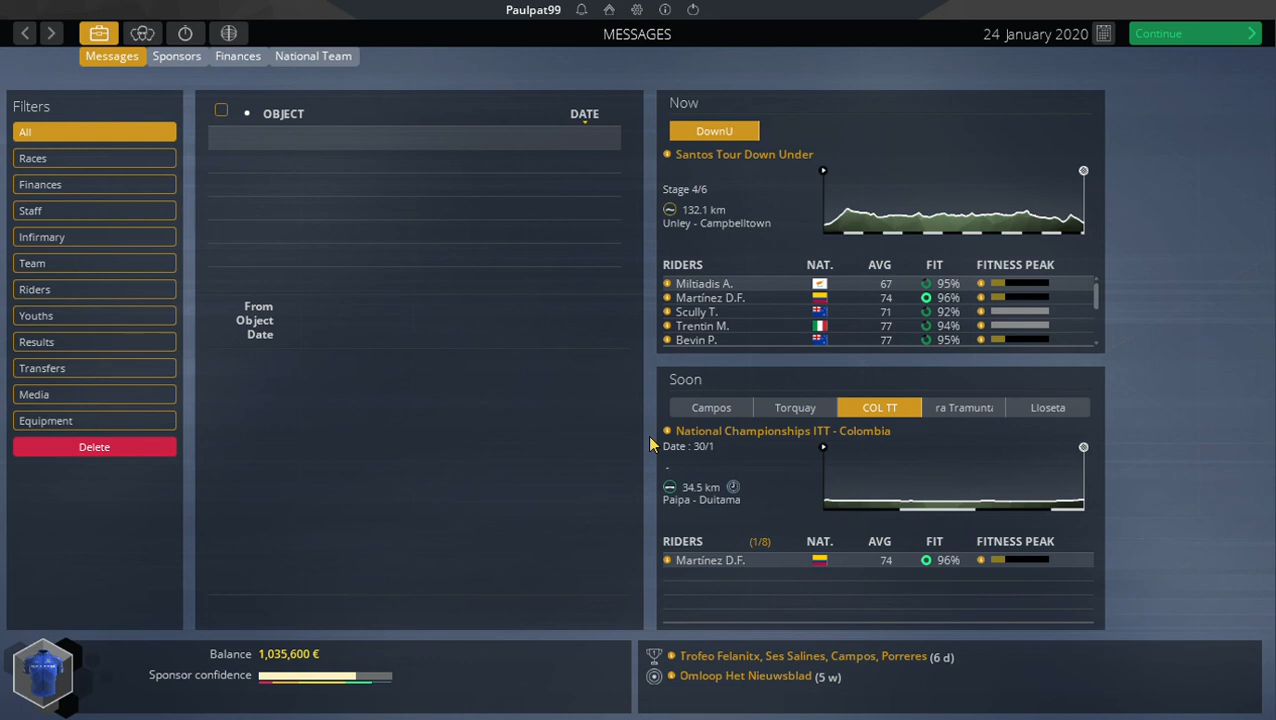 Paulpat99
MESSAGES
24 January 2020
Continue
Messages
Sponsors
Finances
National Team
Filters
All
Races
Finances
Staff
Infirmary
Team
Riders
Youths
Results
Transfers
Media
Equipment
Delete
OBJECT DATE
From
Object
Date
Now
DownU
Santos Tour Down Under
Stage 4/6
132.1 km
Unley - Campbelltown
RIDERS NAT. AVG FIT FITNESS PEAK
Miltiadis A. 67 95%
Martínez D.F. 74 96%
Scully T. 71 92%
Trentin M. 77 94%
Bevin P. 77 95%
Soon
Campos Torquay COL TT ra Tramunta Lloseta
National Championships ITT - Colombia
Date : 30/1
-
34.5 km
Paipa - Duitama
RIDERS (1/8) NAT. AVG FIT FITNESS PEAK
Martínez D.F. 74 96%
Balance 1,035,600 €
Sponsor confidence
Trofeo Felanitx, Ses Salines, Campos, Porreres (6 d)
Omloop Het Nieuwsblad (5 w)